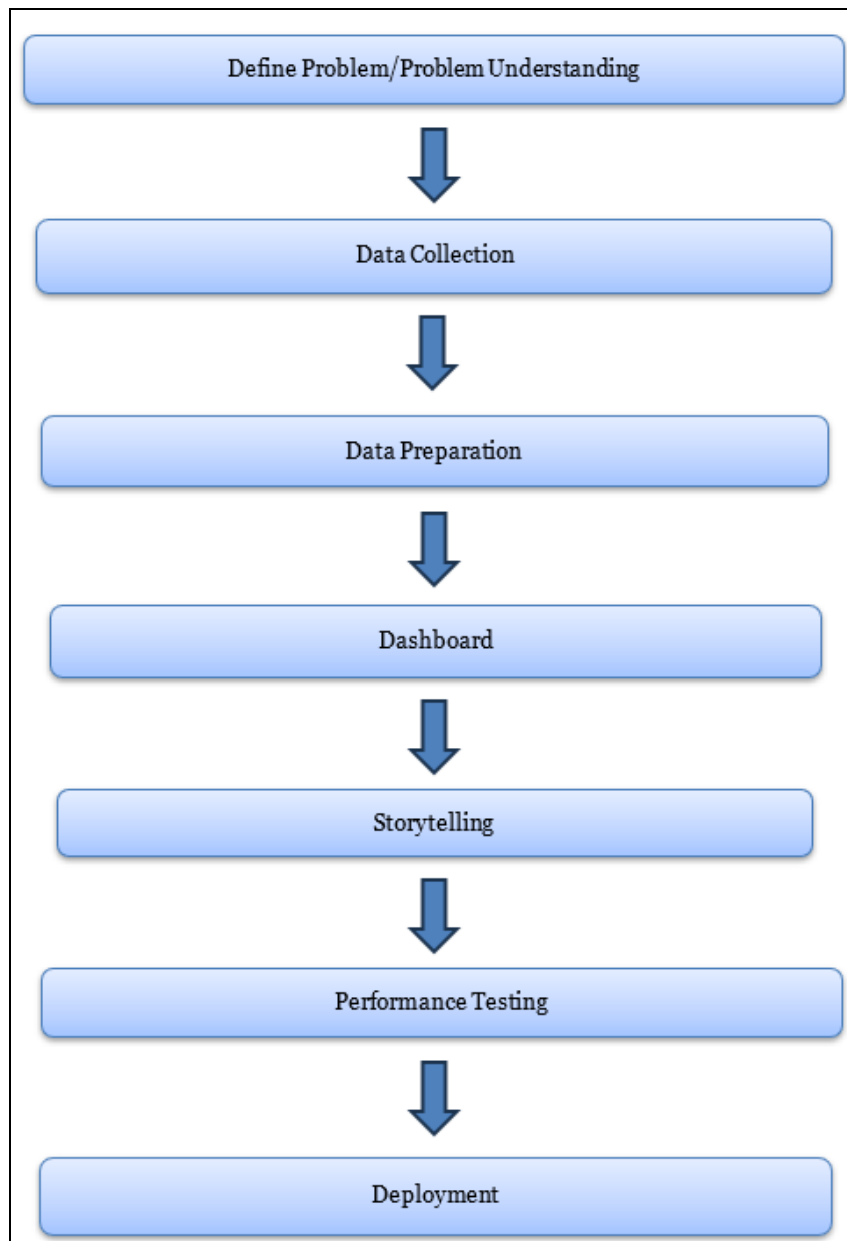 Define Problem/Problem Understanding
Data Collection
Data Preparation
Dashboard
Storytelling
Performance Testing
Deployment